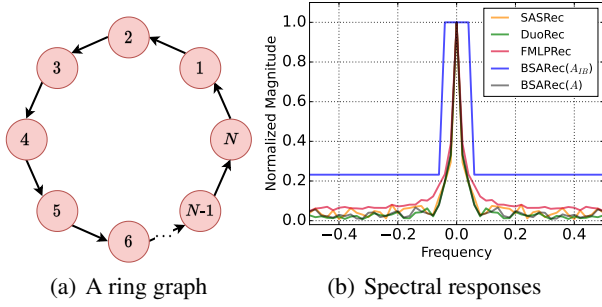 2
3
1
4
N
5
N-1
6
(a) A ring graph
Normalized Magnitude
1.0
0.8
0.6
0.4
0.2
0.0
−0.4
−0.2
0.0
0.2
0.4
Frequency
SASRec
DuoRec
FMLPRec
BSARec(A_IB)
BSARec(A)
(b) Spectral responses